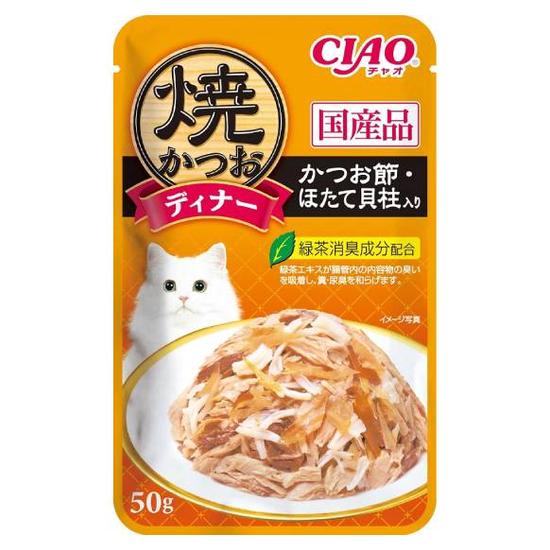 CIAO
チャオ
焼
かつお
ディナー
国産品
かつお節・
ほたて貝柱入り
緑茶消臭成分配合
緑茶エキスが腸管内の内容物の臭い
を吸着し、糞・尿臭を和らげます。
イメージ写真
50g